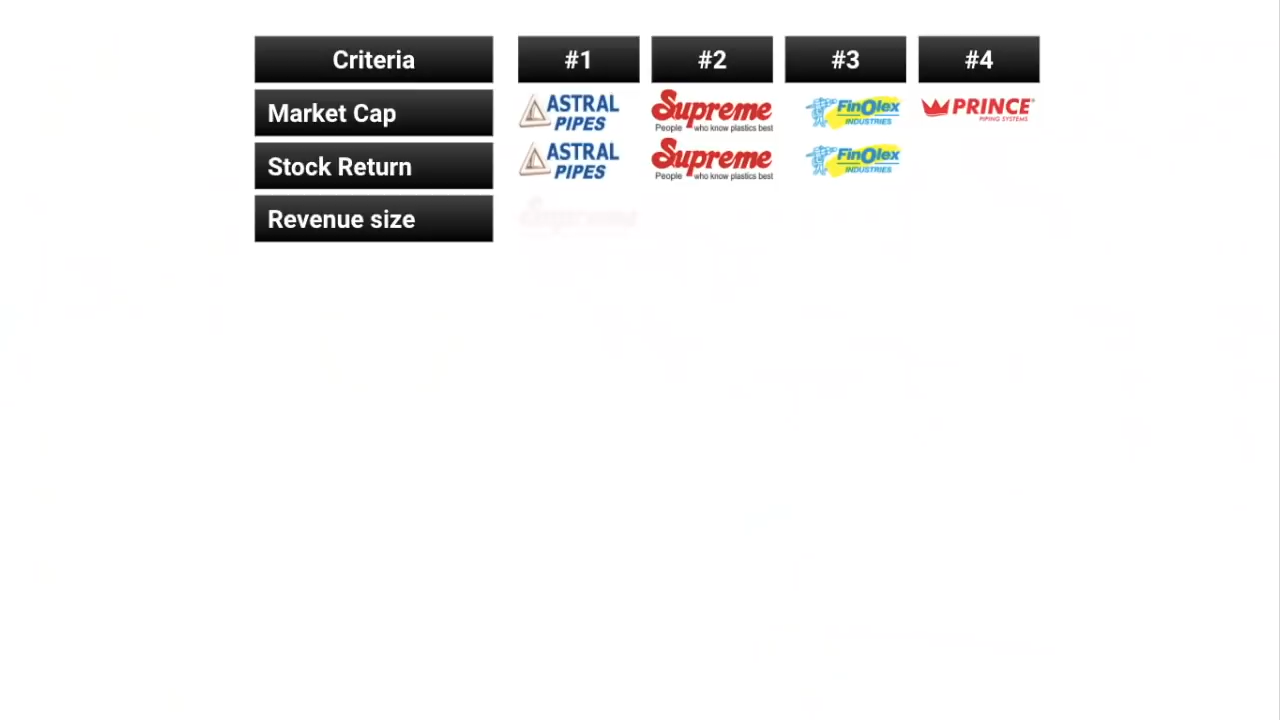 Criteria #1 #2 #3 #4
Market Cap ASTRAL PIPES Supreme People who know plastics best FinOlex INDUSTRIES PRINCE PIPING SYSTEMS
Stock Return ASTRAL PIPES Supreme People who know plastics best FinOlex INDUSTRIES
Revenue size Supreme